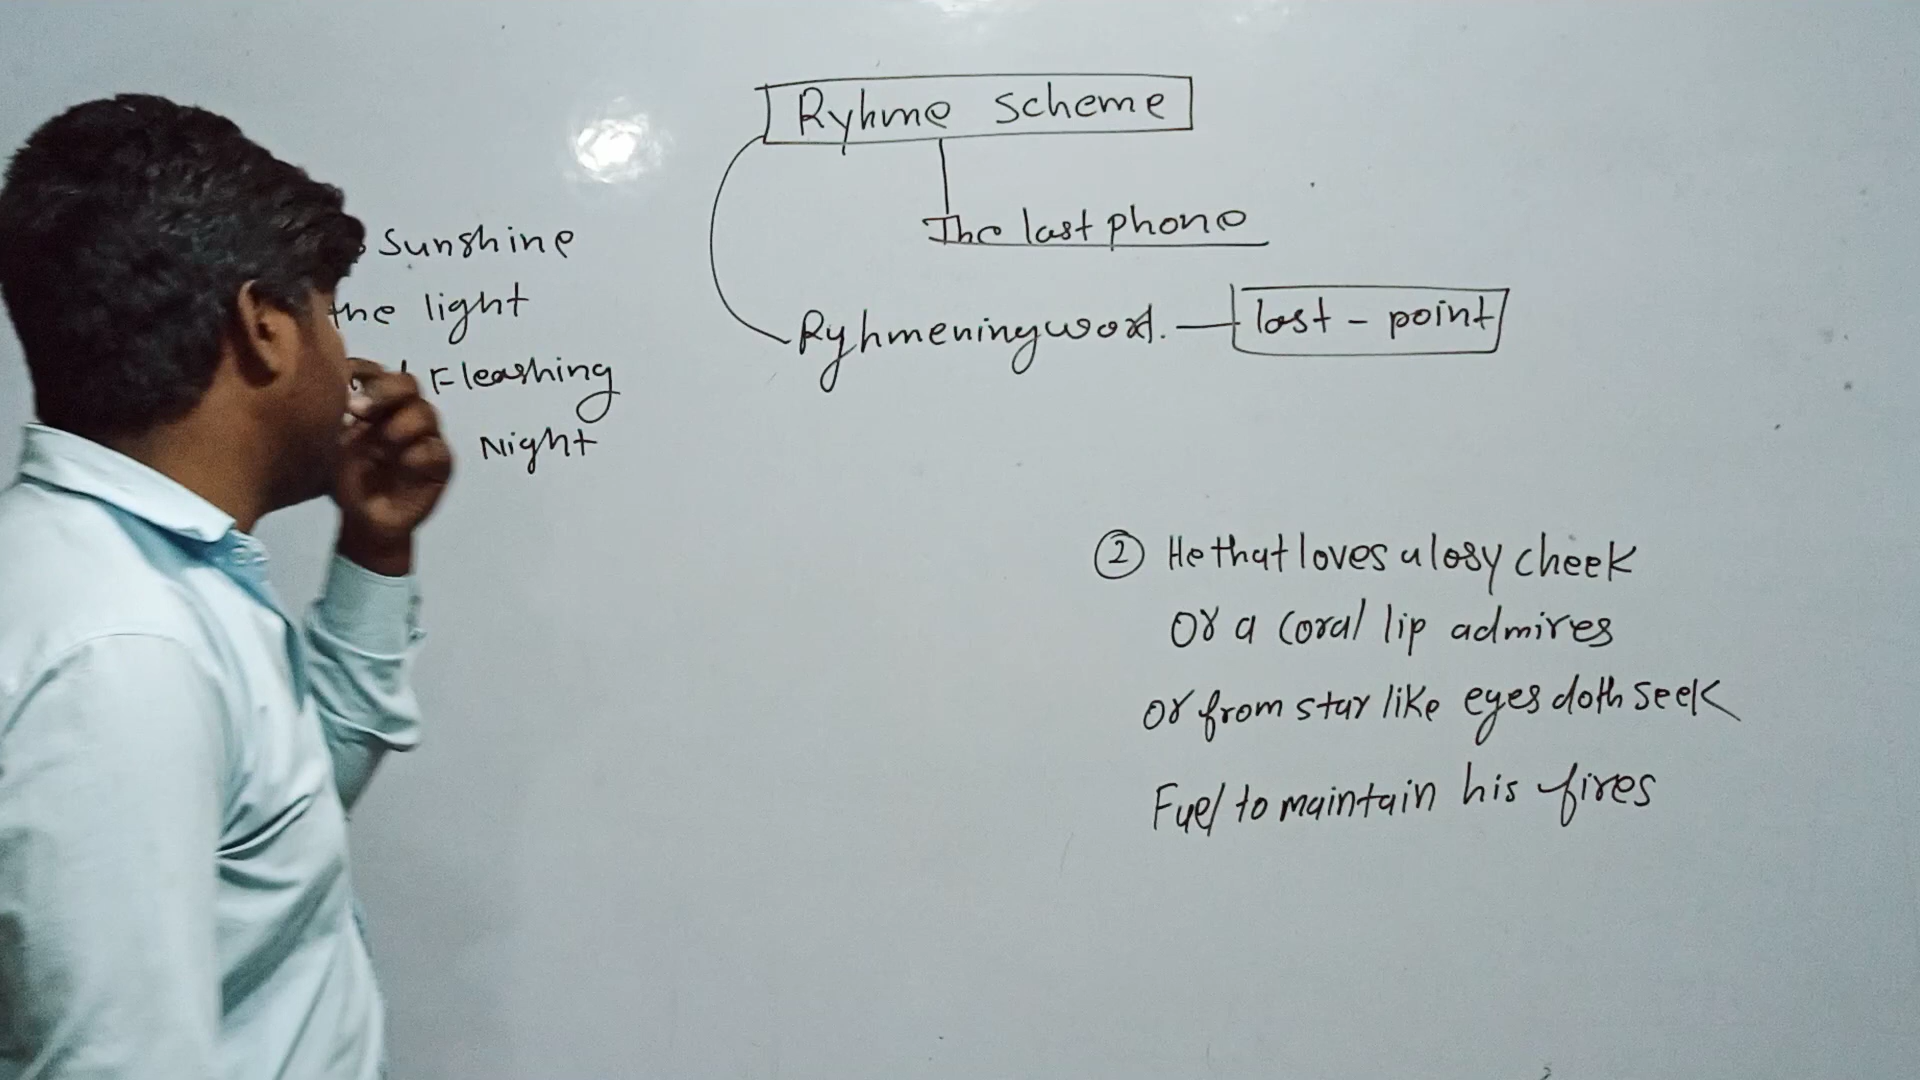 Ryhme scheme
The last phone
Ryhmeningword. — last - point
Sunshine
the light
Fleashing
Night
② He that loves a losy cheek
Or a coral lip admires
or from star like eyes doth seek
Fuel to maintain his fires